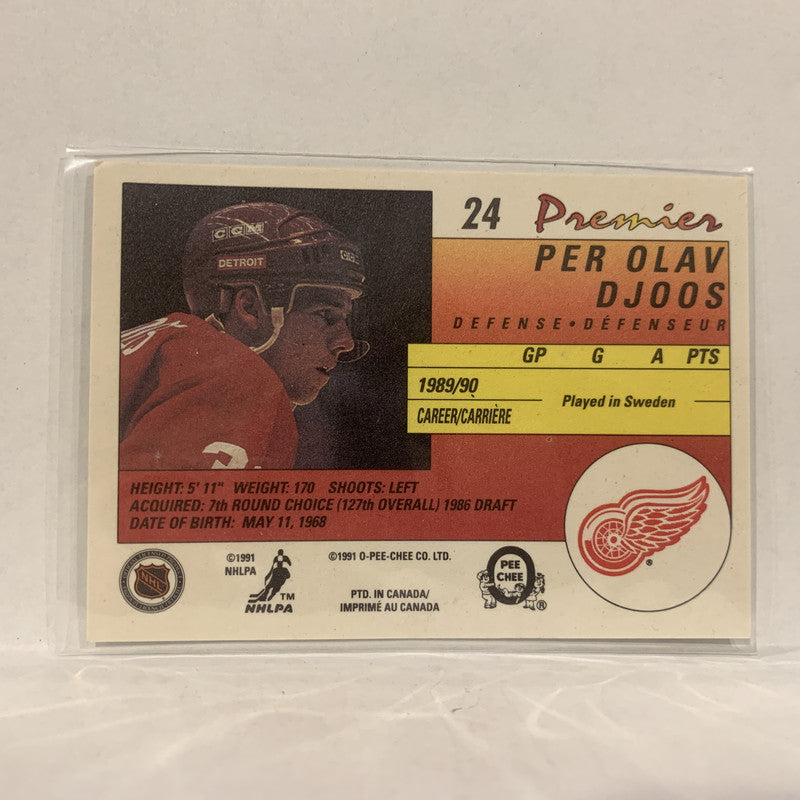 24 Premier
PER OLAV
DJOOS
DEFENSE • DÉFENSEUR
GP G A PTS
1989/90
Played in Sweden
CAREER/CARRIÈRE
CCM
DETROIT
HEIGHT: 5' 11" WEIGHT: 170 SHOOTS: LEFT
ACQUIRED: 7th ROUND CHOICE (127th OVERALL) 1986 DRAFT
DATE OF BIRTH: MAY 11, 1968
®
©1991
NHLPA
©1991 O-PEE-CHEE CO. LTD.
PTD. IN CANADA/
IMPRIMÉ AU CANADA
NHL
TM
NHLPA
O
PEE
CHEE
®